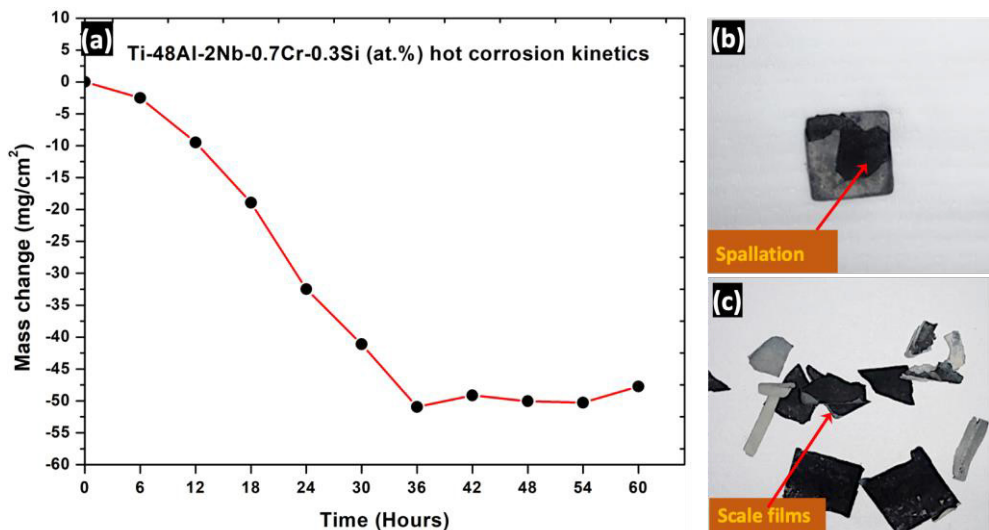 (a)
Ti-48Al-2Nb-0.7Cr-0.3Si (at.%) hot corrosion kinetics
Mass change (mg/cm²)
10
5
0
-5
-10
-15
-20
-25
-30
-35
-40
-45
-50
-55
-60
0 6 12 18 24 30 36 42 48 54 60
Time (Hours)
(b)
Spallation
(c)
Scale films